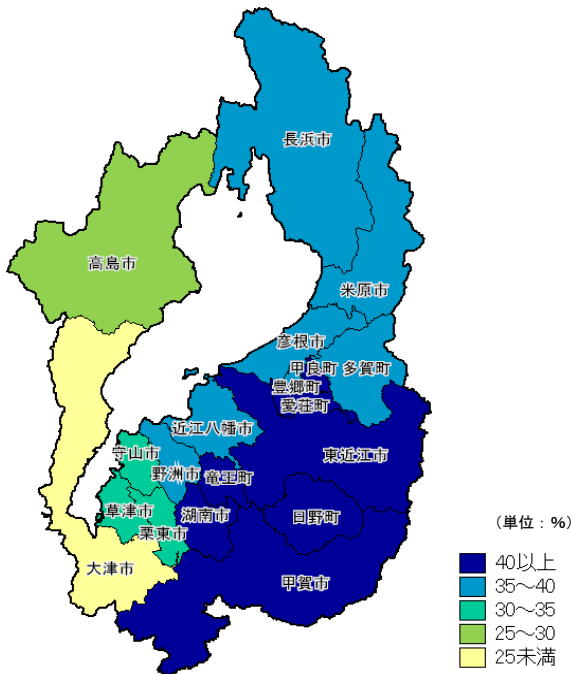 長浜市
高島市
米原市
彦根市
甲良町
多賀町
豊郷町
愛荘町
近江八幡市
守山市
東近江市
野洲市
竜王町
草津市
湖南市
日野町
栗東市
大津市
甲賀市
（単位：%）
40以上
35～40
30～35
25～30
25未満